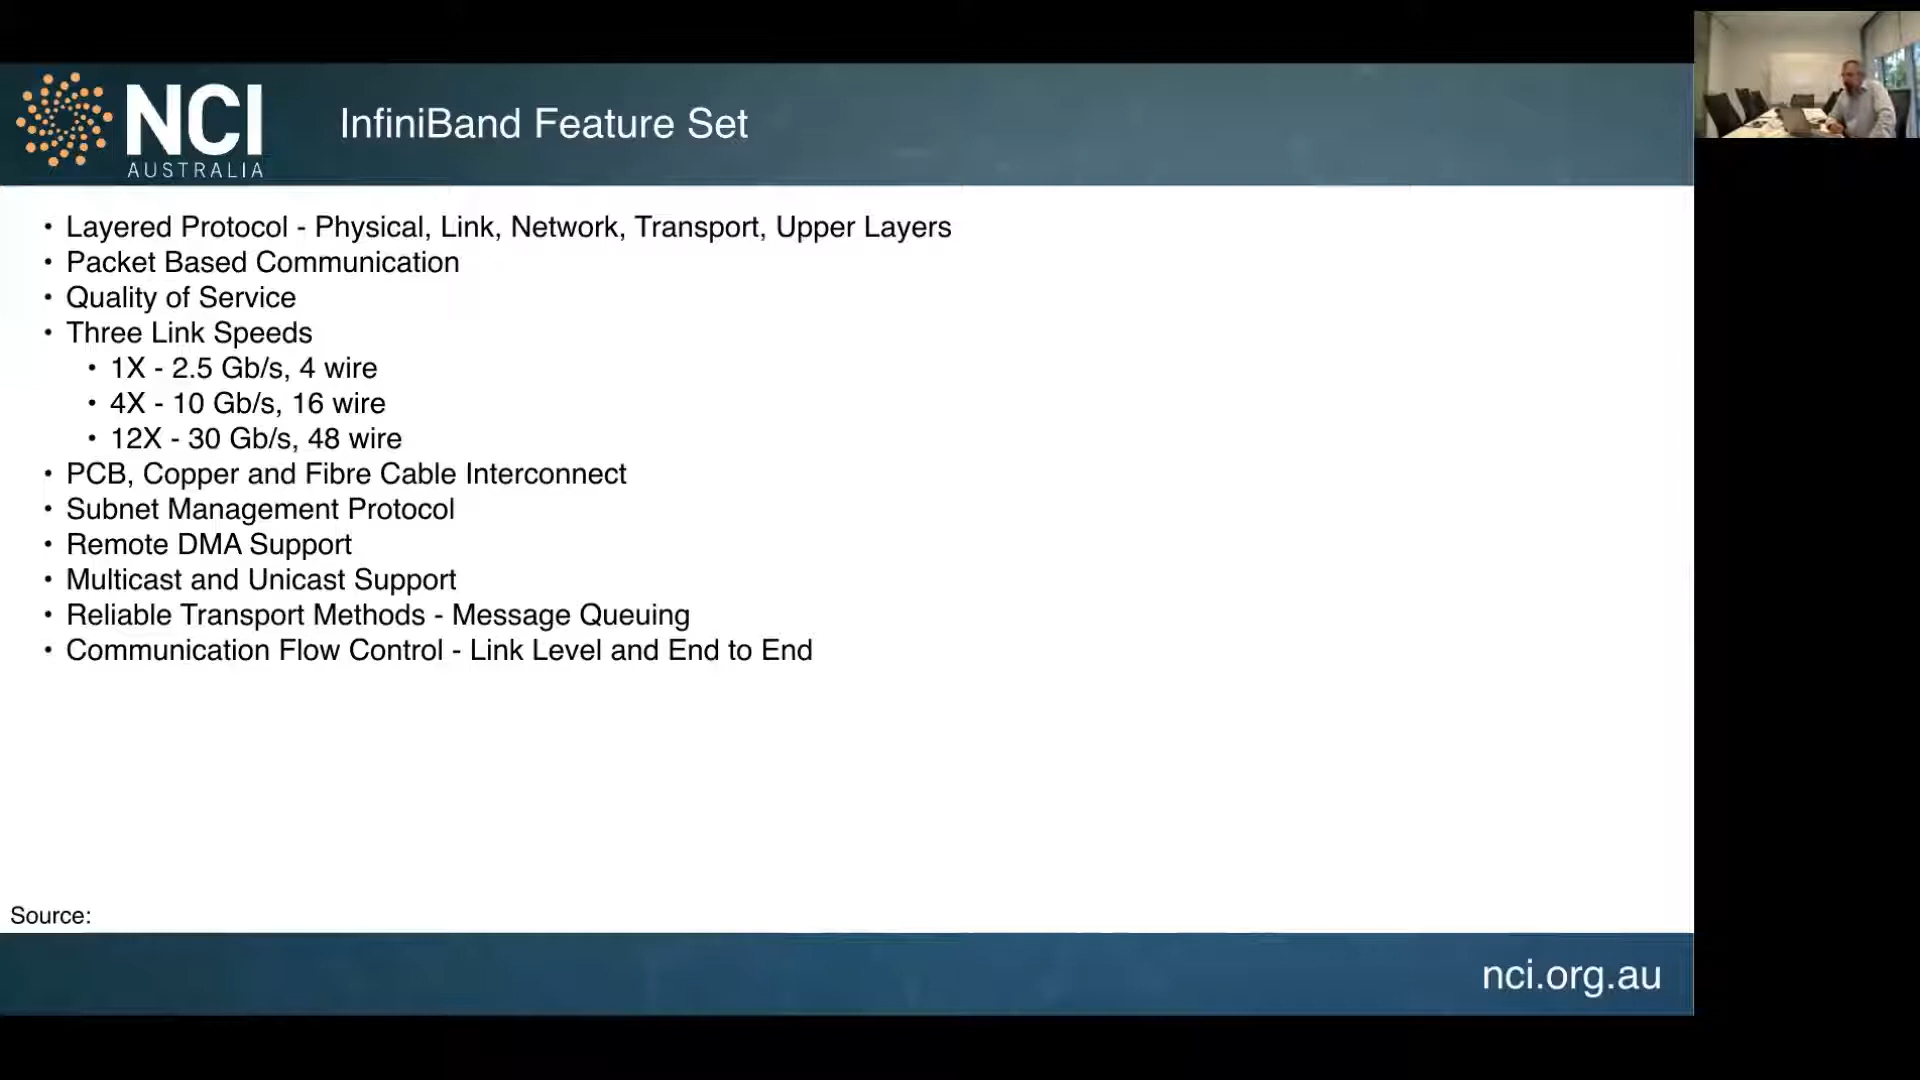 NCI
AUSTRALIA
InfiniBand Feature Set
• Layered Protocol - Physical, Link, Network, Transport, Upper Layers
• Packet Based Communication
• Quality of Service
• Three Link Speeds
• 1X - 2.5 Gb/s, 4 wire
• 4X - 10 Gb/s, 16 wire
• 12X - 30 Gb/s, 48 wire
• PCB, Copper and Fibre Cable Interconnect
• Subnet Management Protocol
• Remote DMA Support
• Multicast and Unicast Support
• Reliable Transport Methods - Message Queuing
• Communication Flow Control - Link Level and End to End
Source:
nci.org.au